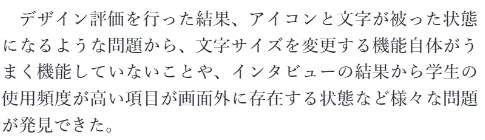 デザイン評価を行った結果、アイコンと文字が被った状態
になるような問題から、文字サイズを変更する機能自体がう
まく機能していないことや、インタビューの結果から学生の
使用頻度が高い項目が画面外に存在する状態など様々な問題
が発見できた。